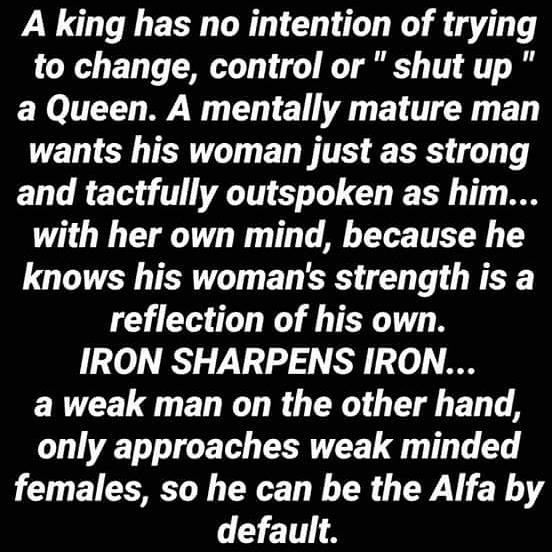 A king has no intention of trying
to change, control or " shut up "
a Queen. A mentally mature man
wants his woman just as strong
and tactfully outspoken as him...
with her own mind, because he
knows his woman's strength is a
reflection of his own.
IRON SHARPENS IRON...
a weak man on the other hand,
only approaches weak minded
females, so he can be the Alfa by
default.